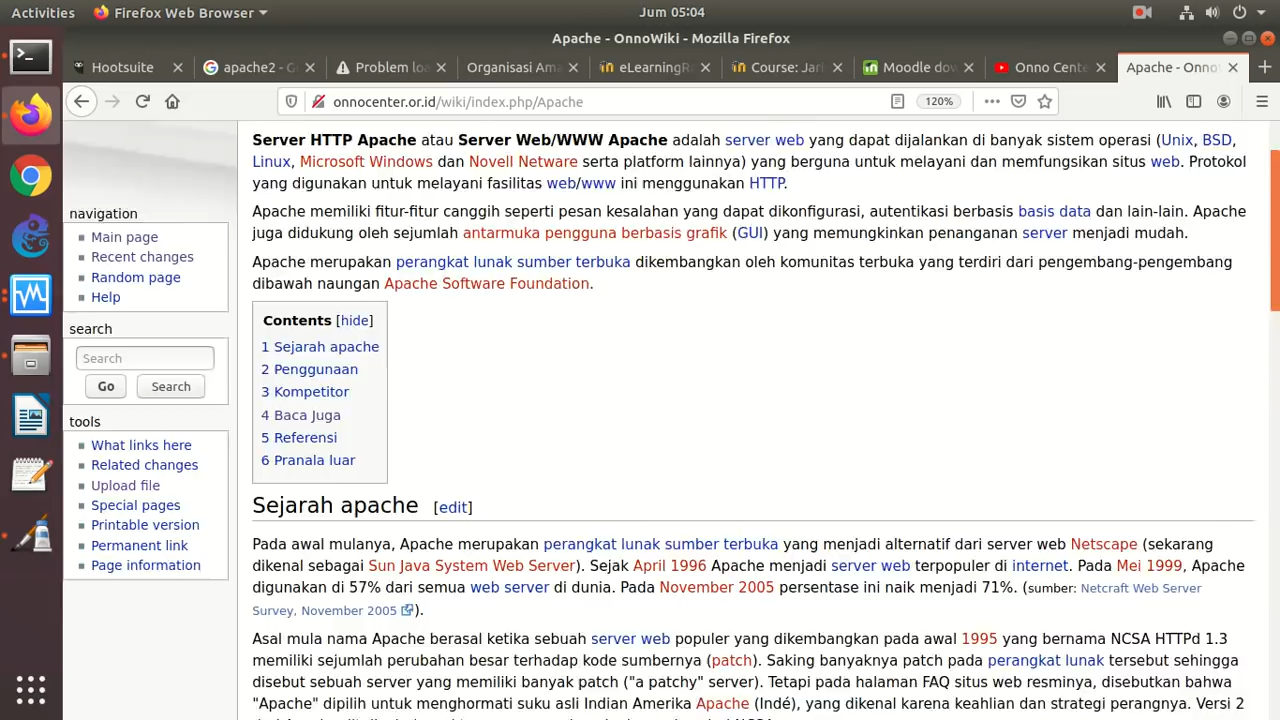 Activities
Firefox Web Browser
Jum 05:04
Apache - OnnoWiki - Mozilla Firefox
Hootsuite
apache2 - G
Problem loa
Organisasi Am
eLearningR
Course: Jari
Moodle dov
Onno Cente
Apache - Onno
onnocenter.or.id/wiki/index.php/Apache
120%
navigation
Main page
Recent changes
Random page
Help
search
Search
Go
Search
tools
What links here
Related changes
Upload file
Special pages
Printable version
Permanent link
Page information
Server HTTP Apache atau Server Web/WWW Apache adalah server web yang dapat dijalankan di banyak sistem operasi (Unix, BSD,
Linux, Microsoft Windows dan Novell Netware serta platform lainnya) yang berguna untuk melayani dan memfungsikan situs web. Protokol
yang digunakan untuk melayani fasilitas web/www ini menggunakan HTTP.
Apache memiliki fitur-fitur canggih seperti pesan kesalahan yang dapat dikonfigurasi, autentikasi berbasis basis data dan lain-lain. Apache
juga didukung oleh sejumlah antarmuka pengguna berbasis grafik (GUI) yang memungkinkan penanganan server menjadi mudah.
Apache merupakan perangkat lunak sumber terbuka dikembangkan oleh komunitas terbuka yang terdiri dari pengembang-pengembang
dibawah naungan Apache Software Foundation.
Contents [hide]
1 Sejarah apache
2 Penggunaan
3 Kompetitor
4 Baca Juga
5 Referensi
6 Pranala luar
Sejarah apache [edit]
Pada awal mulanya, Apache merupakan perangkat lunak sumber terbuka yang menjadi alternatif dari server web Netscape (sekarang
dikenal sebagai Sun Java System Web Server). Sejak April 1996 Apache menjadi server web terpopuler di internet. Pada Mei 1999, Apache
digunakan di 57% dari semua web server di dunia. Pada November 2005 persentase ini naik menjadi 71%. (sumber: Netcraft Web Server
Survey, November 2005).
Asal mula nama Apache berasal ketika sebuah server web populer yang dikembangkan pada awal 1995 yang bernama NCSA HTTPd 1.3
memiliki sejumlah perubahan besar terhadap kode sumbernya (patch). Saking banyaknya patch pada perangkat lunak tersebut sehingga
disebut sebuah server yang memiliki banyak patch ("a patchy" server). Tetapi pada halaman FAQ situs web resminya, disebutkan bahwa
"Apache" dipilih untuk menghormati suku asli Indian Amerika Apache (Indé), yang dikenal karena keahlian dan strategi perangnya. Versi 2